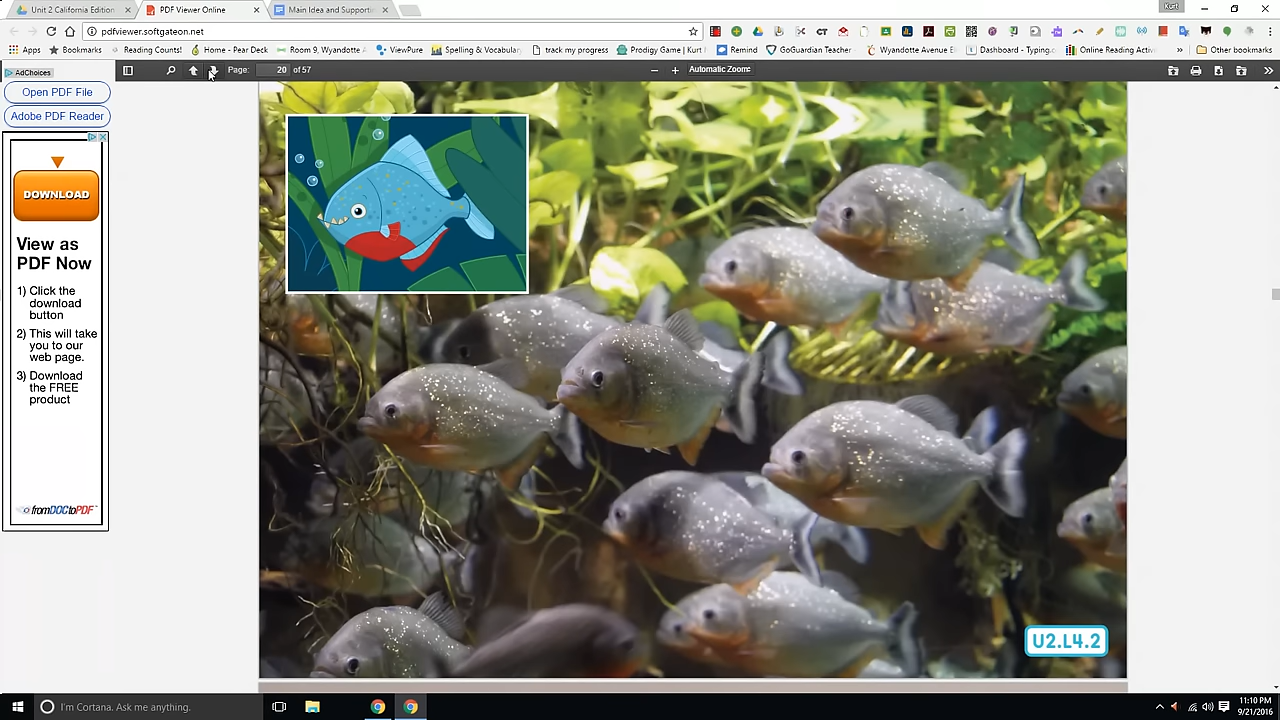 Unit 2 California Edition
PDF Viewer Online
Main Idea and Supporti
Kurt
pdfviewer.softgateon.net
Apps
Bookmark
Reading Counts!
Home - Pear Deck
Room 9, Wyandotte A
ViewPure
Spelling & Vocabulary
track my progress
Prodigy Game | Kurt
Remind
GoGuardian Teacher
Wyandotte Avenue E
Dashboard - Typing.c
Online Reading Activ
»
Other bookmarks
AdChoices
Page: 20 of 57
Automatic Zoom
Open PDF File
Adobe PDF Reader
DOWNLOAD
View as
PDF Now
1) Click the
download
button
2) This will take
you to our
web page.
3) Download
the FREE
product
fromDOCtoPDF
U2.L4.2
I'm Cortana. Ask me anything.
11:10 PM
9/21/2016